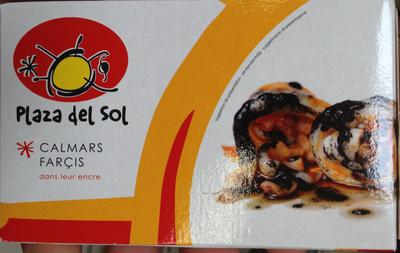 Plaza del Sol
CALMARS
FARÇIS
dans leur encre